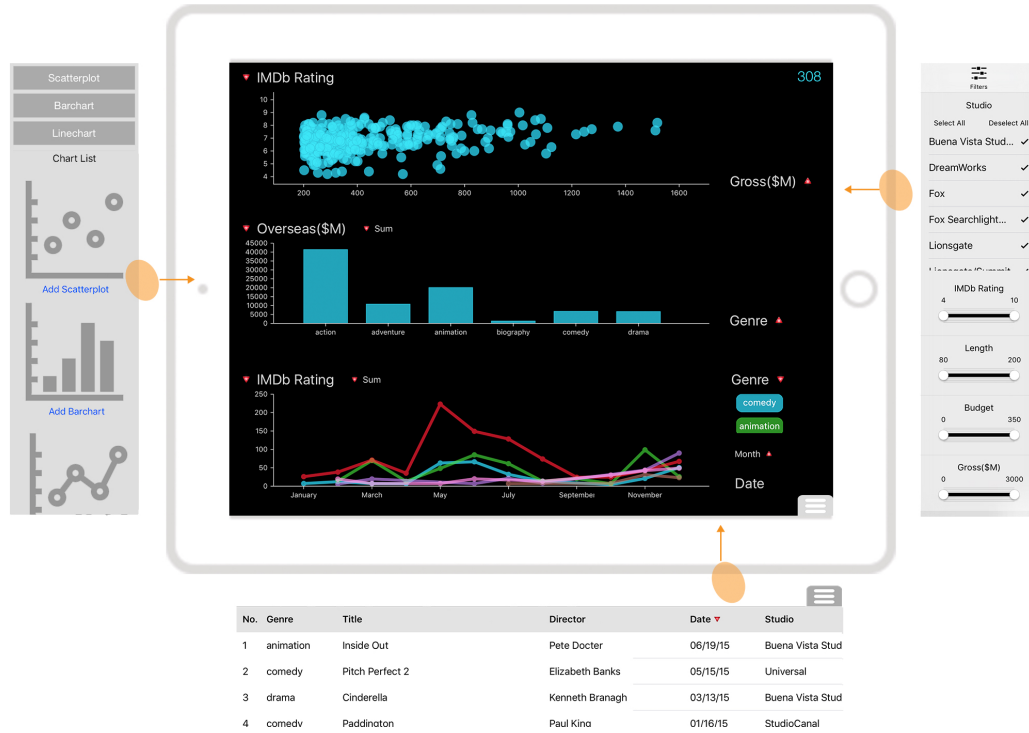 Scatterplot
Barchart
Linechart
Chart List
Add Scatterplot
Add Barchart
IMDb Rating
308
10
9
8
7
6
5
4
200 400 600 800 1000 1200 1400 1600
Gross($M)
Overseas($M) Sum
45000
40000
35000
30000
25000
20000
15000
10000
5000
0
action adventure animation biography comedy drama
Genre
IMDb Rating Sum
250
200
150
100
50
0
January March May July September November
Genre
comedy
animation
Month
Date
Filters
Studio
Select All Deselect All
Buena Vista Stud...
DreamWorks
Fox
Fox Searchlight...
Lionsgate
Lionsgate/Summit
IMDb Rating
4 10
Length
80 200
Budget
0 350
Gross($M)
0 3000
No. Genre Title Director Date Studio
1 animation Inside Out Pete Docter 06/19/15 Buena Vista Stud
2 comedy Pitch Perfect 2 Elizabeth Banks 05/15/15 Universal
3 drama Cinderella Kenneth Branagh 03/13/15 Buena Vista Stud
4 comedy Paddington Paul King 01/16/15 StudioCanal